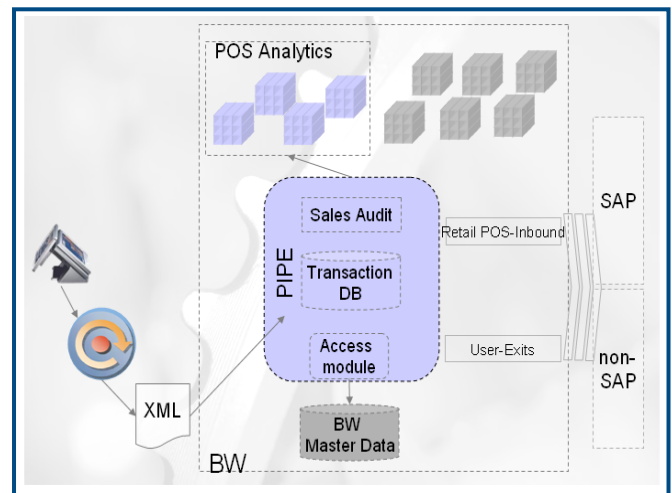 POS Analytics
Sales Audit
PIPE
Transaction
DB
Access
module
BW
Master Data
BW
XML
Retail POS-Inbound
User-Exits
SAP
non-
SAP